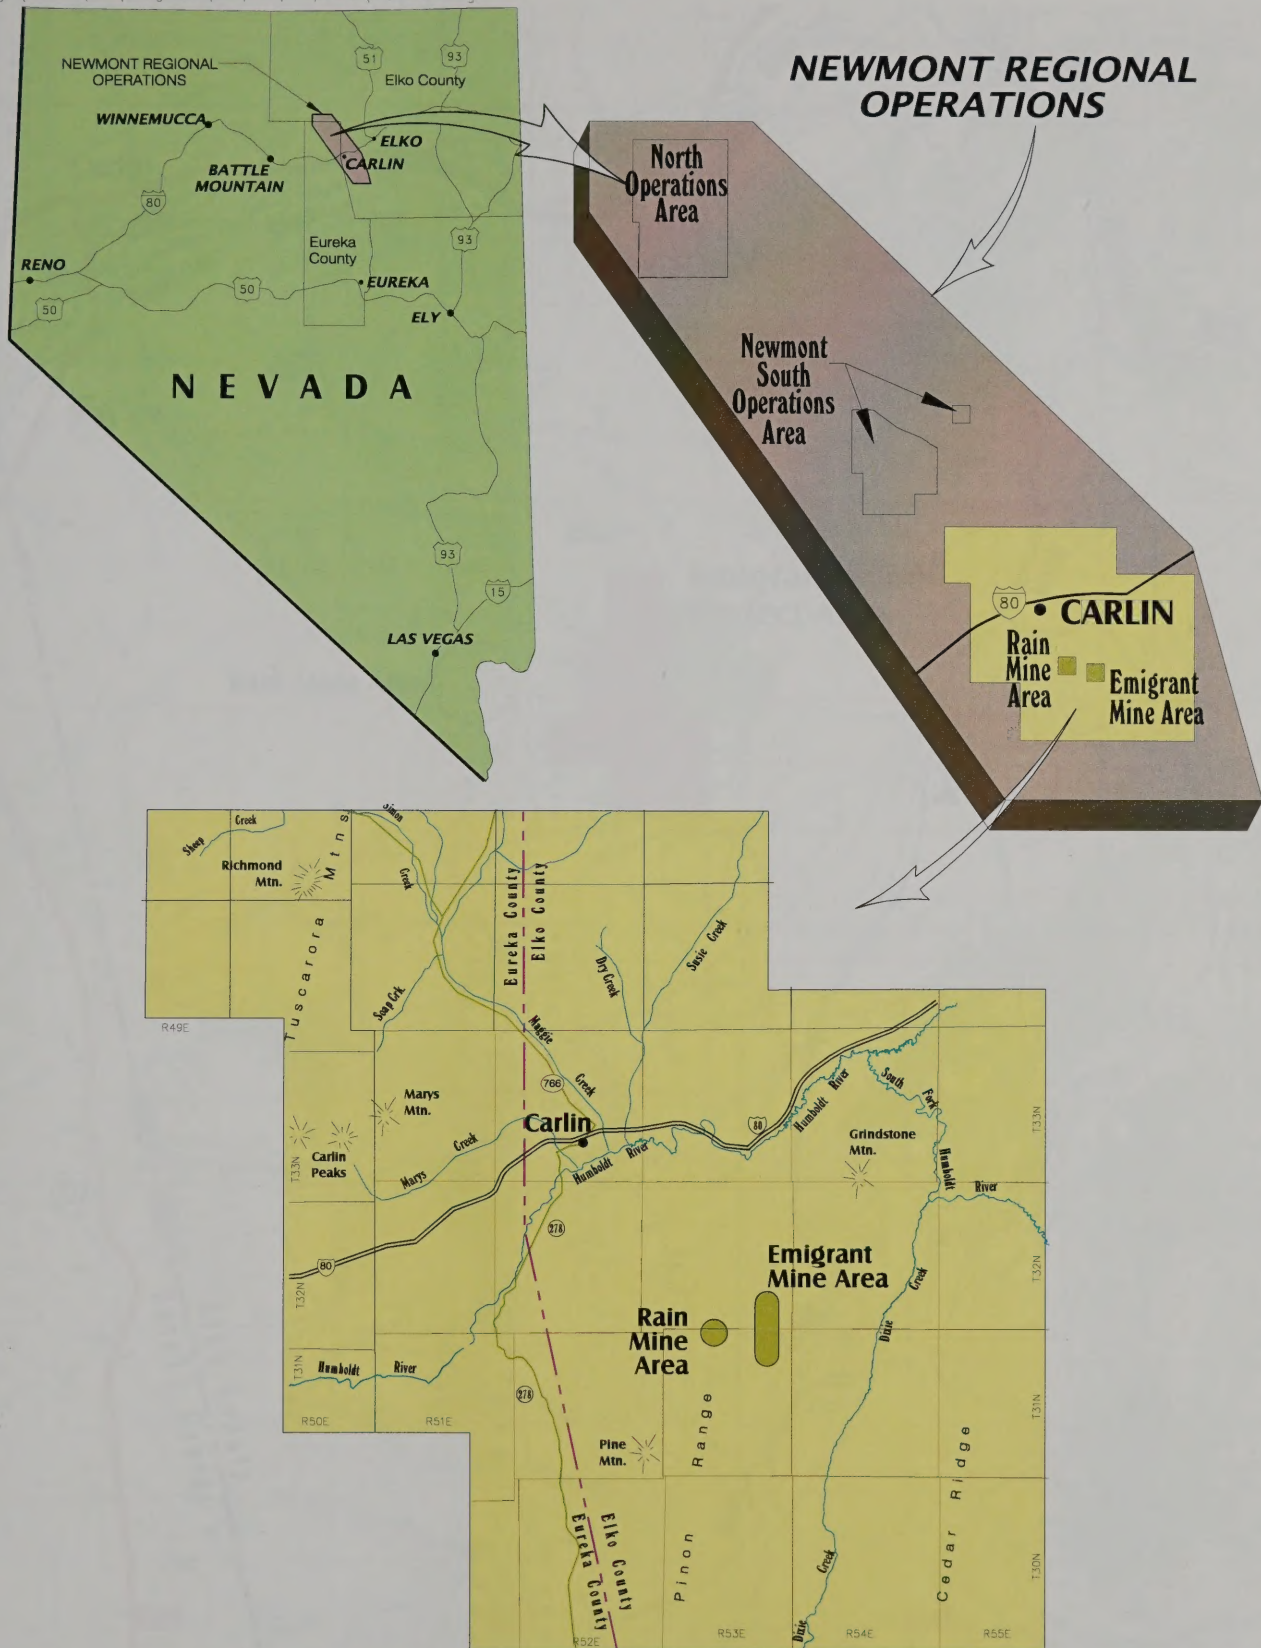 NEWMONT REGIONAL
OPERATIONS
51
93
Elko County
WINNEMUCCA
ELKO
CARLIN
BATTLE
MOUNTAIN
80
Eureka
County
93
RENO
50
EUREKA
50
ELY
NEVADA
93
15
LAS VEGAS
NEWMONT REGIONAL
OPERATIONS
North
Operations
Area
Newmont
South
Operations
Area
80
CARLIN
Rain
Mine
Area
Emigrant
Mine Area
Simon
Creek
Sheep
Creek
Richmond
Mtn.
Tuscarora Mtns
Eureka County
Elko County
Dry Creek
Susie Creek
Soap Crk.
R49E
Maggie
Creek
766
Marys
Mtn.
Carlin
80
Humboldt
River
South
Fork
Humboldt
River
T33N
Grindstone
Mtn.
Carlin
Peaks
T33N
Marys
Creek
Humboldt
River
278
80
Emigrant
Mine Area
T32N
T32N
Rain
Mine
Area
Dixie
Creek
T31N
Humboldt
River
278
R50E
R51E
T31N
Pine
Mtn.
Pinon Range
Cedar Ridge
Elko County
Eureka County
Dixie
Creek
T30N
R52E
R53E
R54E
R55E